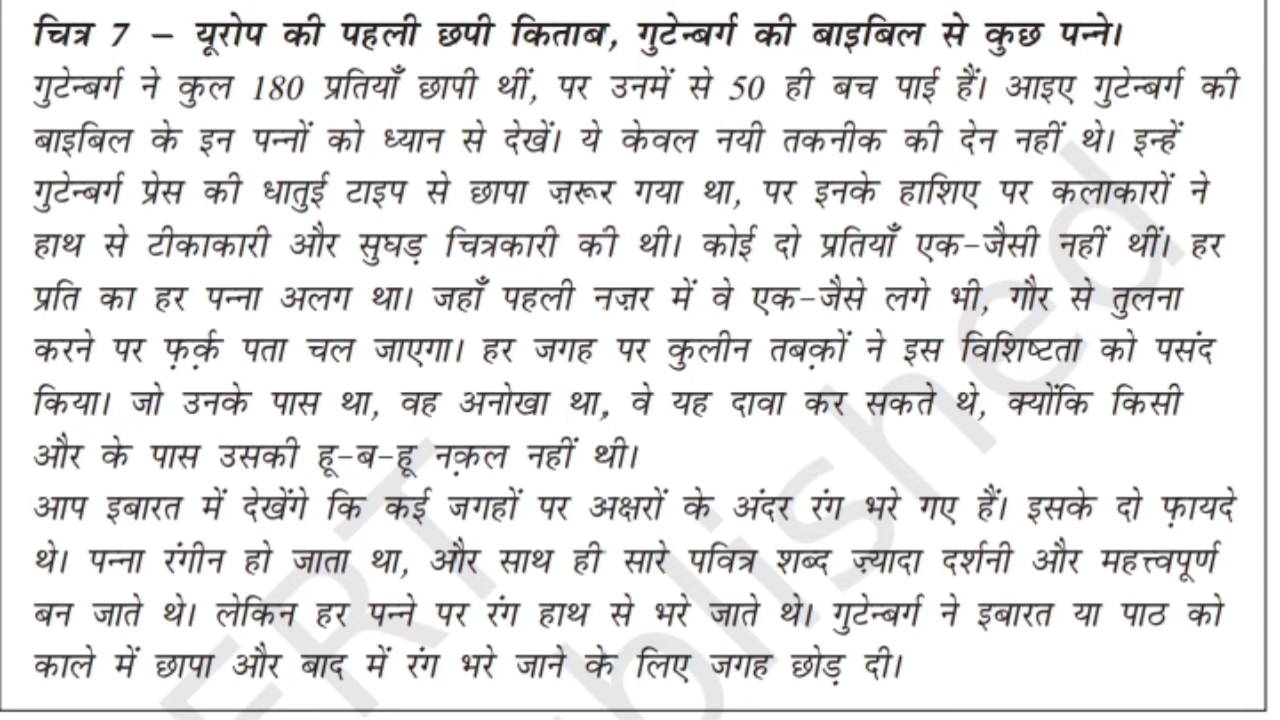 चित्र 7 – यूरोप की पहली छपी किताब, गुटेन्बर्ग की बाइबिल से कुछ पन्ने।
गुटेन्बर्ग ने कुल 180 प्रतियाँ छापी थीं, पर उनमें से 50 ही बच पाई हैं। आइए गुटेन्बर्ग की
बाइबिल के इन पन्नों को ध्यान से देखें। ये केवल नयी तकनीक की देन नहीं थे। इन्हें
गुटेन्बर्ग प्रेस की धातुई टाइप से छापा ज़रूर गया था, पर इनके हाशिए पर कलाकारों ने
हाथ से टीकाकारी और सुघड़ चित्रकारी की थी। कोई दो प्रतियाँ एक-जैसी नहीं थीं। हर
प्रति का हर पन्ना अलग था। जहाँ पहली नज़र में वे एक-जैसे लगे भी, गौर से तुलना
करने पर फ़र्क़ पता चल जाएगा। हर जगह पर कुलीन तबक़ों ने इस विशिष्टता को पसंद
किया। जो उनके पास था, वह अनोखा था, वे यह दावा कर सकते थे, क्योंकि किसी
और के पास उसकी हू-ब-हू नक़ल नहीं थी।
आप इबारत में देखेंगे कि कई जगहों पर अक्षरों के अंदर रंग भरे गए हैं। इसके दो फ़ायदे
थे। पन्ना रंगीन हो जाता था, और साथ ही सारे पवित्र शब्द ज़्यादा दर्शनी और महत्त्वपूर्ण
बन जाते थे। लेकिन हर पन्ने पर रंग हाथ से भरे जाते थे। गुटेन्बर्ग ने इबारत या पाठ को
काले में छापा और बाद में रंग भरे जाने के लिए जगह छोड़ दी।